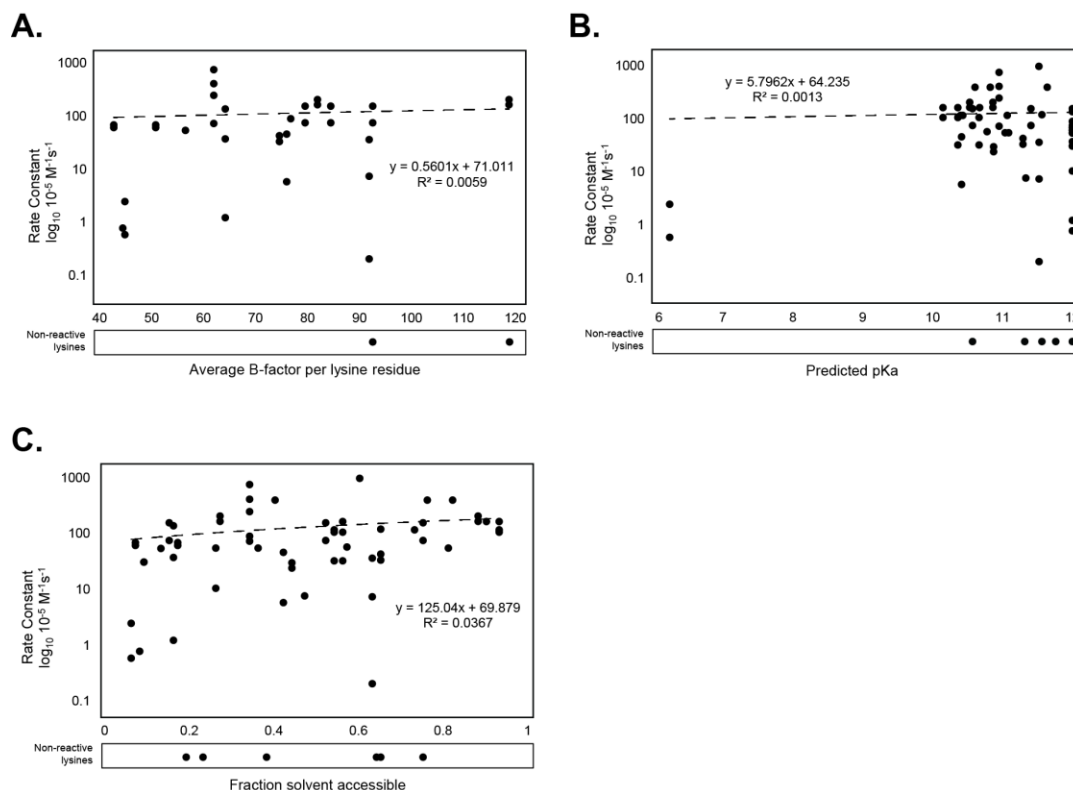 A.
1000
100
10
1
0.1
Rate Constant
log₁₀ 10⁻⁵ M⁻¹s⁻¹
y = 0.5601x + 71.011
R² = 0.0059
40 50 60 70 80 90 100 110 120
Non-reactive
lysines
Average B-factor per lysine residue
B.
1000
100
10
1
0.1
Rate Constant
log₁₀ 10⁻⁵ M⁻¹s⁻¹
y = 5.7962x + 64.235
R² = 0.0013
6 7 8 9 10 11 12
Non-reactive
lysines
Predicted pKa
C.
1000
100
10
1
0.1
Rate Constant
log₁₀ 10⁻⁵ M⁻¹s⁻¹
y = 125.04x + 69.879
R² = 0.0367
0 0.2 0.4 0.6 0.8 1
Non-reactive
lysines
Fraction solvent accessible